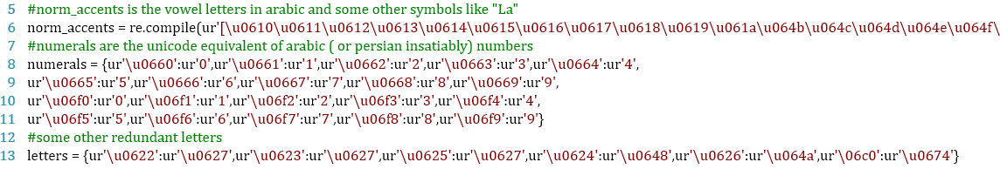 5 #norm_accents is the vowel letters in arabic and some other symbols like "La"
6 norm_accents = re.compile(ur'[\u0610\u0611\u0612\u0613\u0614\u0615\u0616\u0617\u0618\u0619\u061a\u064b\u064c\u064d\u064e\u064f\
7 #numerals are the unicode equivalent of arabic ( or persian insatiably) numbers
8 numerals = {ur'\u0660':ur'0',ur'\u0661':ur'1',ur'\u0662':ur'2',ur'\u0663':ur'3',ur'\u0664':ur'4',
9 ur'\u0665':ur'5',ur'\u0666':ur'6',ur'\u0667':ur'7',ur'\u0668':ur'8',ur'\u0669':ur'9',
10 ur'\u06f0':ur'0',ur'\u06f1':ur'1',ur'\u06f2':ur'2',ur'\u06f3':ur'3',ur'\u06f4':ur'4',
11 ur'\u06f5':ur'5',ur'\u06f6':ur'6',ur'\u06f7':ur'7',ur'\u06f8':ur'8',ur'\u06f9':ur'9'}
12 #some other redundant letters
13 letters = {ur'\u0622':ur'\u0627',ur'\u0623':ur'\u0627',ur'\u0625':ur'\u0627',ur'\u0624':ur'\u0648',ur'\u0626':ur'\u064a',ur'\06c0':ur'\u0674'}